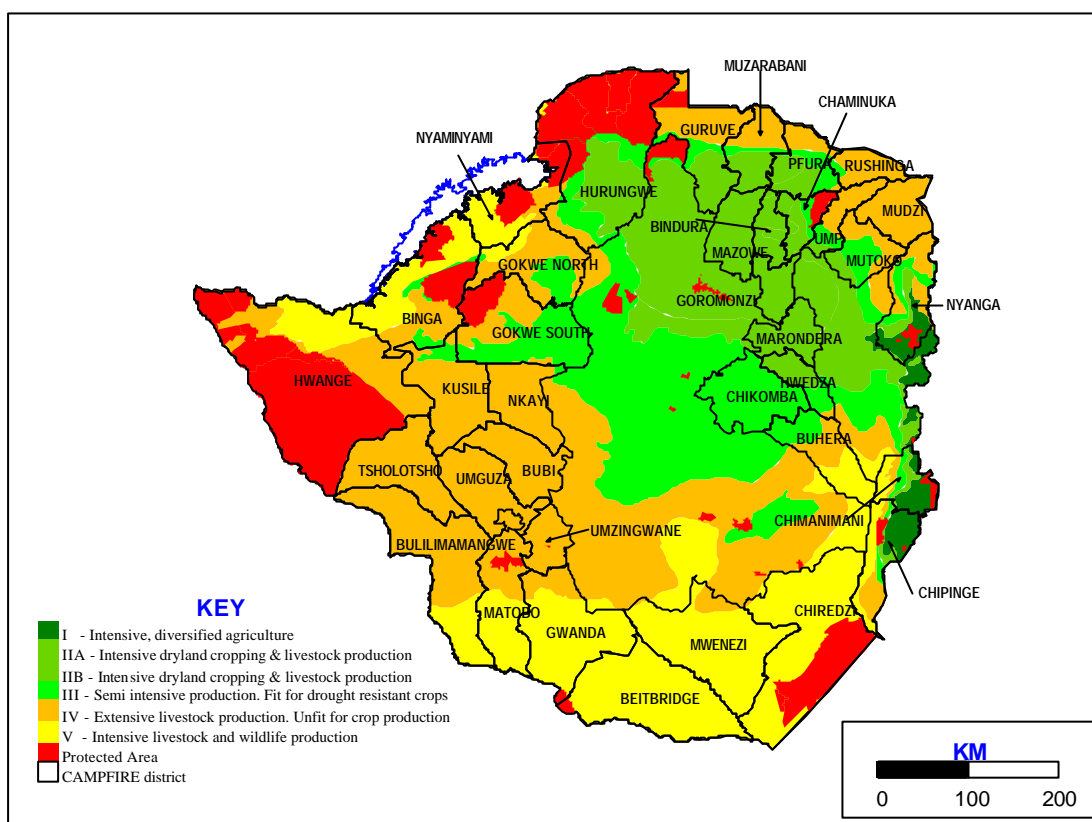 MUZARABANI
CHAMINUKA
NYAMINYAMI
GURUVE
PFURA
RUSHINGA
HURUNGWE
MUDZI
BINDURA
UMP
MAZOWE
MUTOKO
GOKWE NORTH
GOROMONZI
NYANGA
BINGA
GOKWE SOUTH
MARONDERA
HWANGE
KUSILE
HWEDZA
NKAYI
CHIKOMBA
BUHERA
TSHOLOTSHO
BUBI
UMGUZA
CHIMANIMANI
UMZINGWANE
BULILIMAMANGWE
CHIPINGE
MATOBO
CHIREDZI
GWANDA
MWENEZI
BEITBRIDGE
KEY
I - Intensive, diversified agriculture
IIA - Intensive dryland cropping & livestock production
IIB - Intensive dryland cropping & livestock production
III - Semi intensive production. Fit for drought resistant crops
IV - Extensive livestock production. Unfit for crop production
V - Intensive livestock and wildlife production
Protected Area
CAMPFIRE district
KM
0 100 200